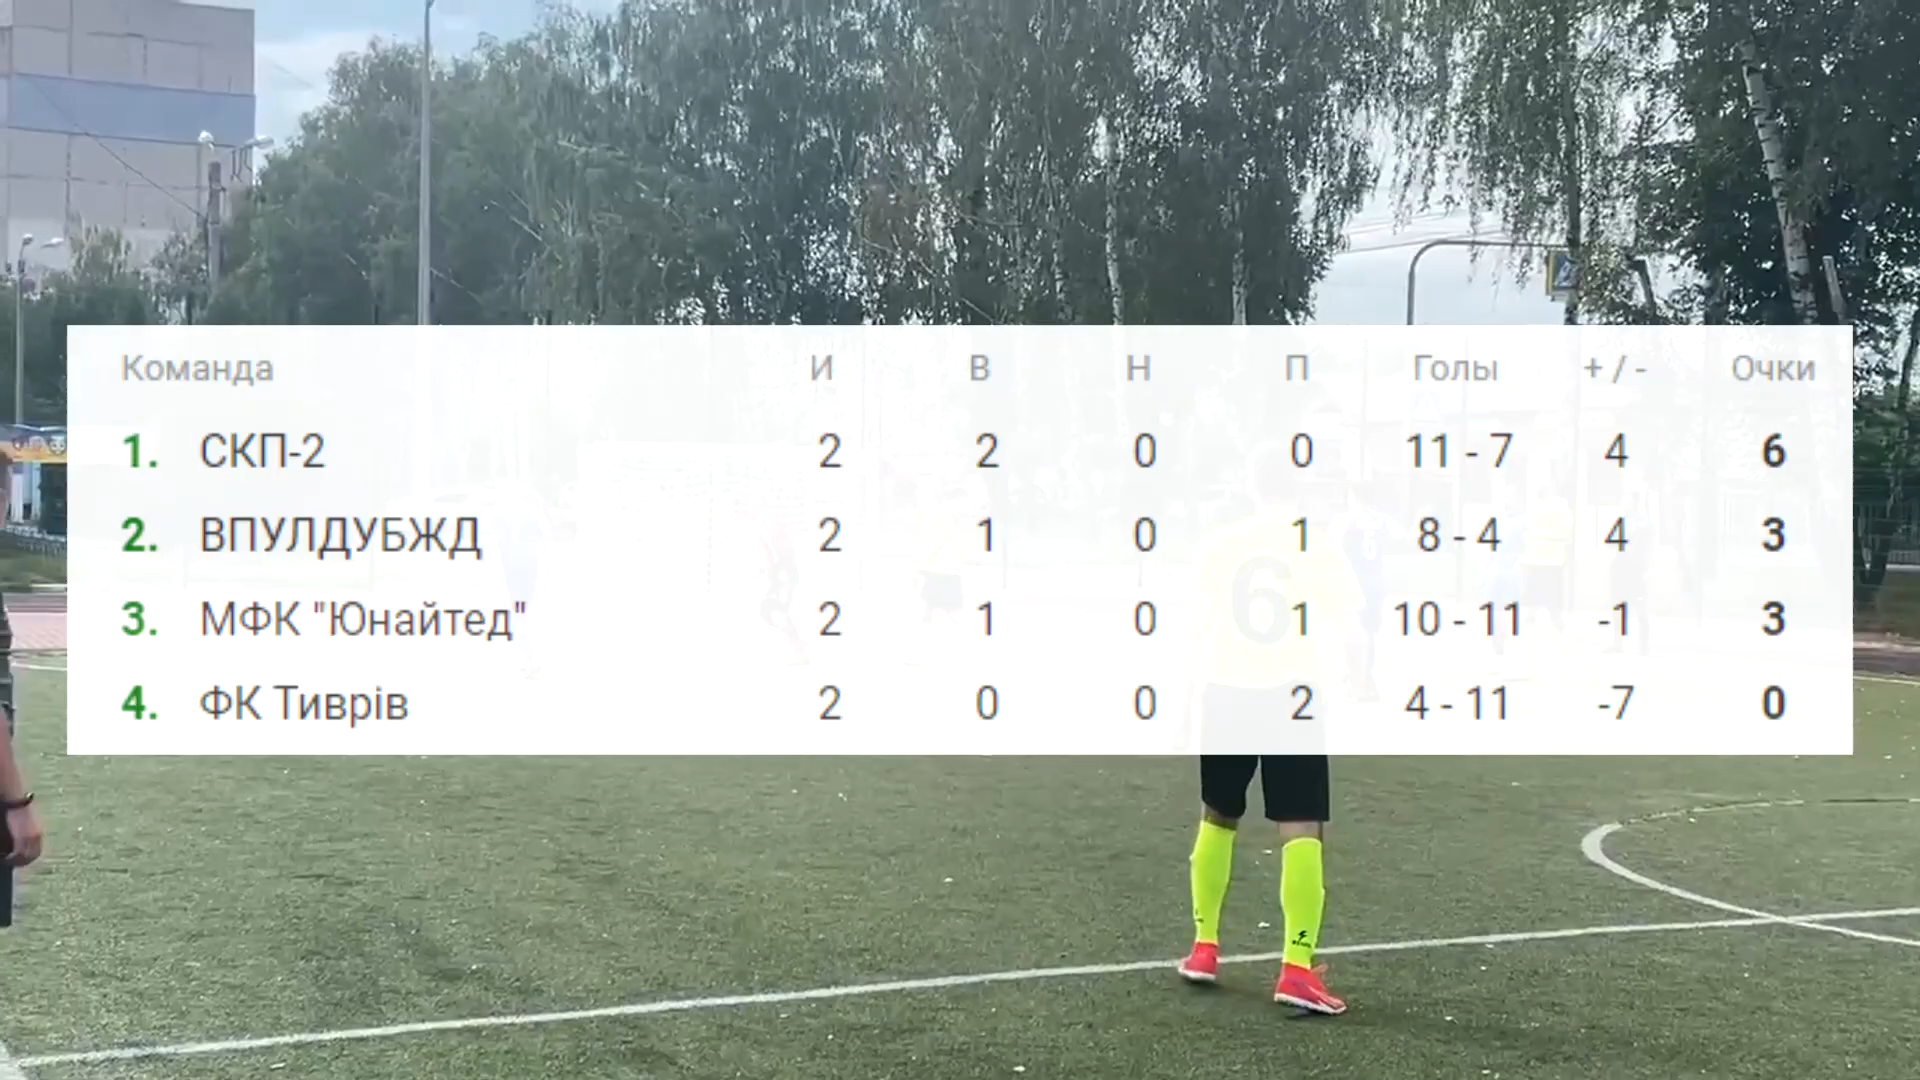 Команда И В Н П Голы + / - Очки
1. СКП-2 2 2 0 0 11 - 7 4 6
2. ВПУЛДУБЖД 2 1 0 1 8 - 4 4 3
3. МФК "Юнайтед" 2 1 0 1 10 - 11 -1 3
4. ФК Тиврів 2 0 0 2 4 - 11 -7 0
6